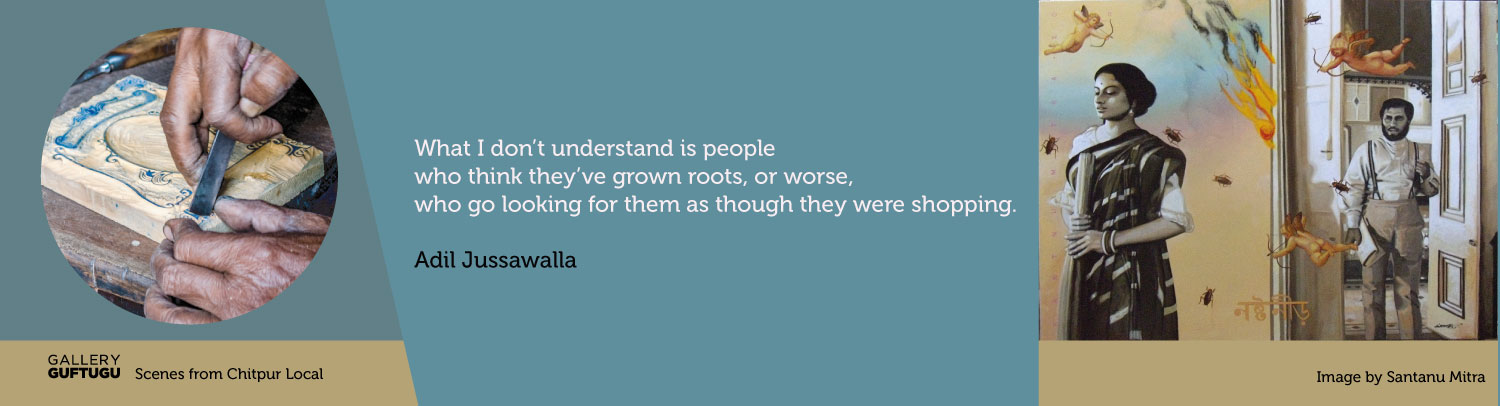 What I don’t understand is people
who think they’ve grown roots, or worse,
who go looking for them as though they were shopping.
Adil Jussawalla
GALLERY
GUFTUGU
Scenes from Chitpur Local
নষ্টনীড়
Image by Santanu Mitra